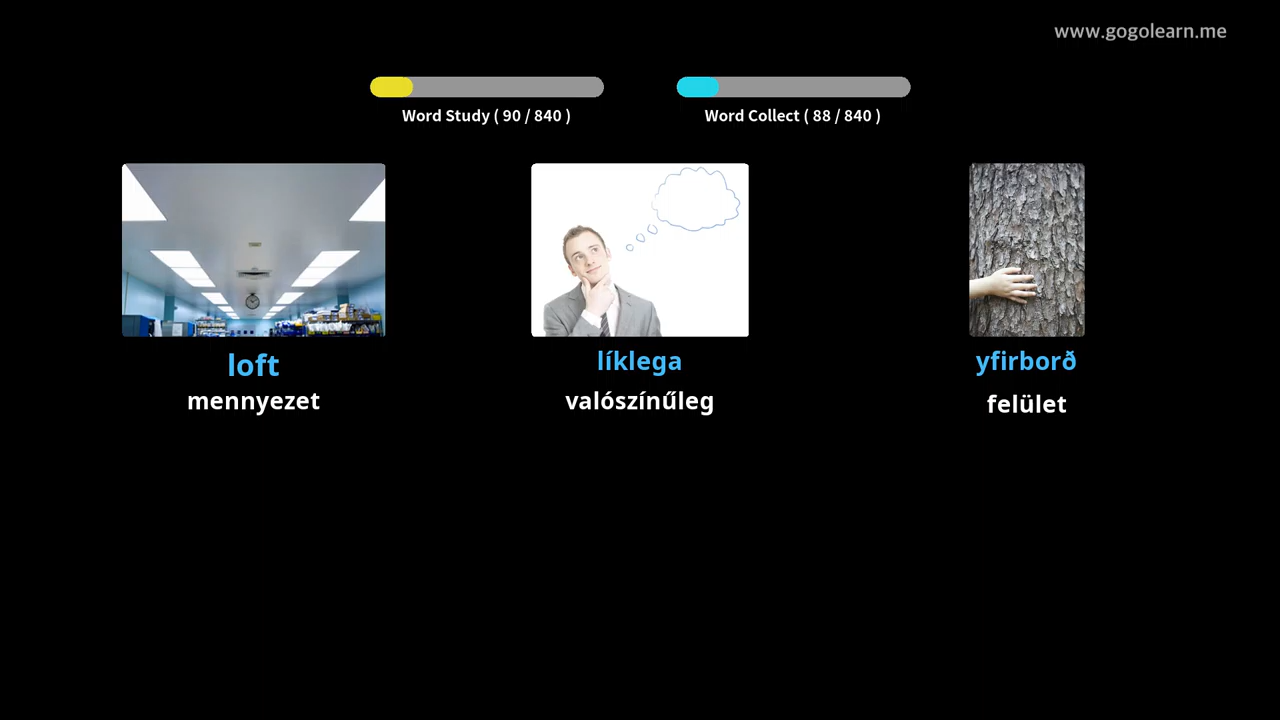 www.gogolearn.me
Word Study ( 90 / 840 )
Word Collect ( 88 / 840 )
loft
mennyezet
líklega
valószínűleg
yfirborð
felület